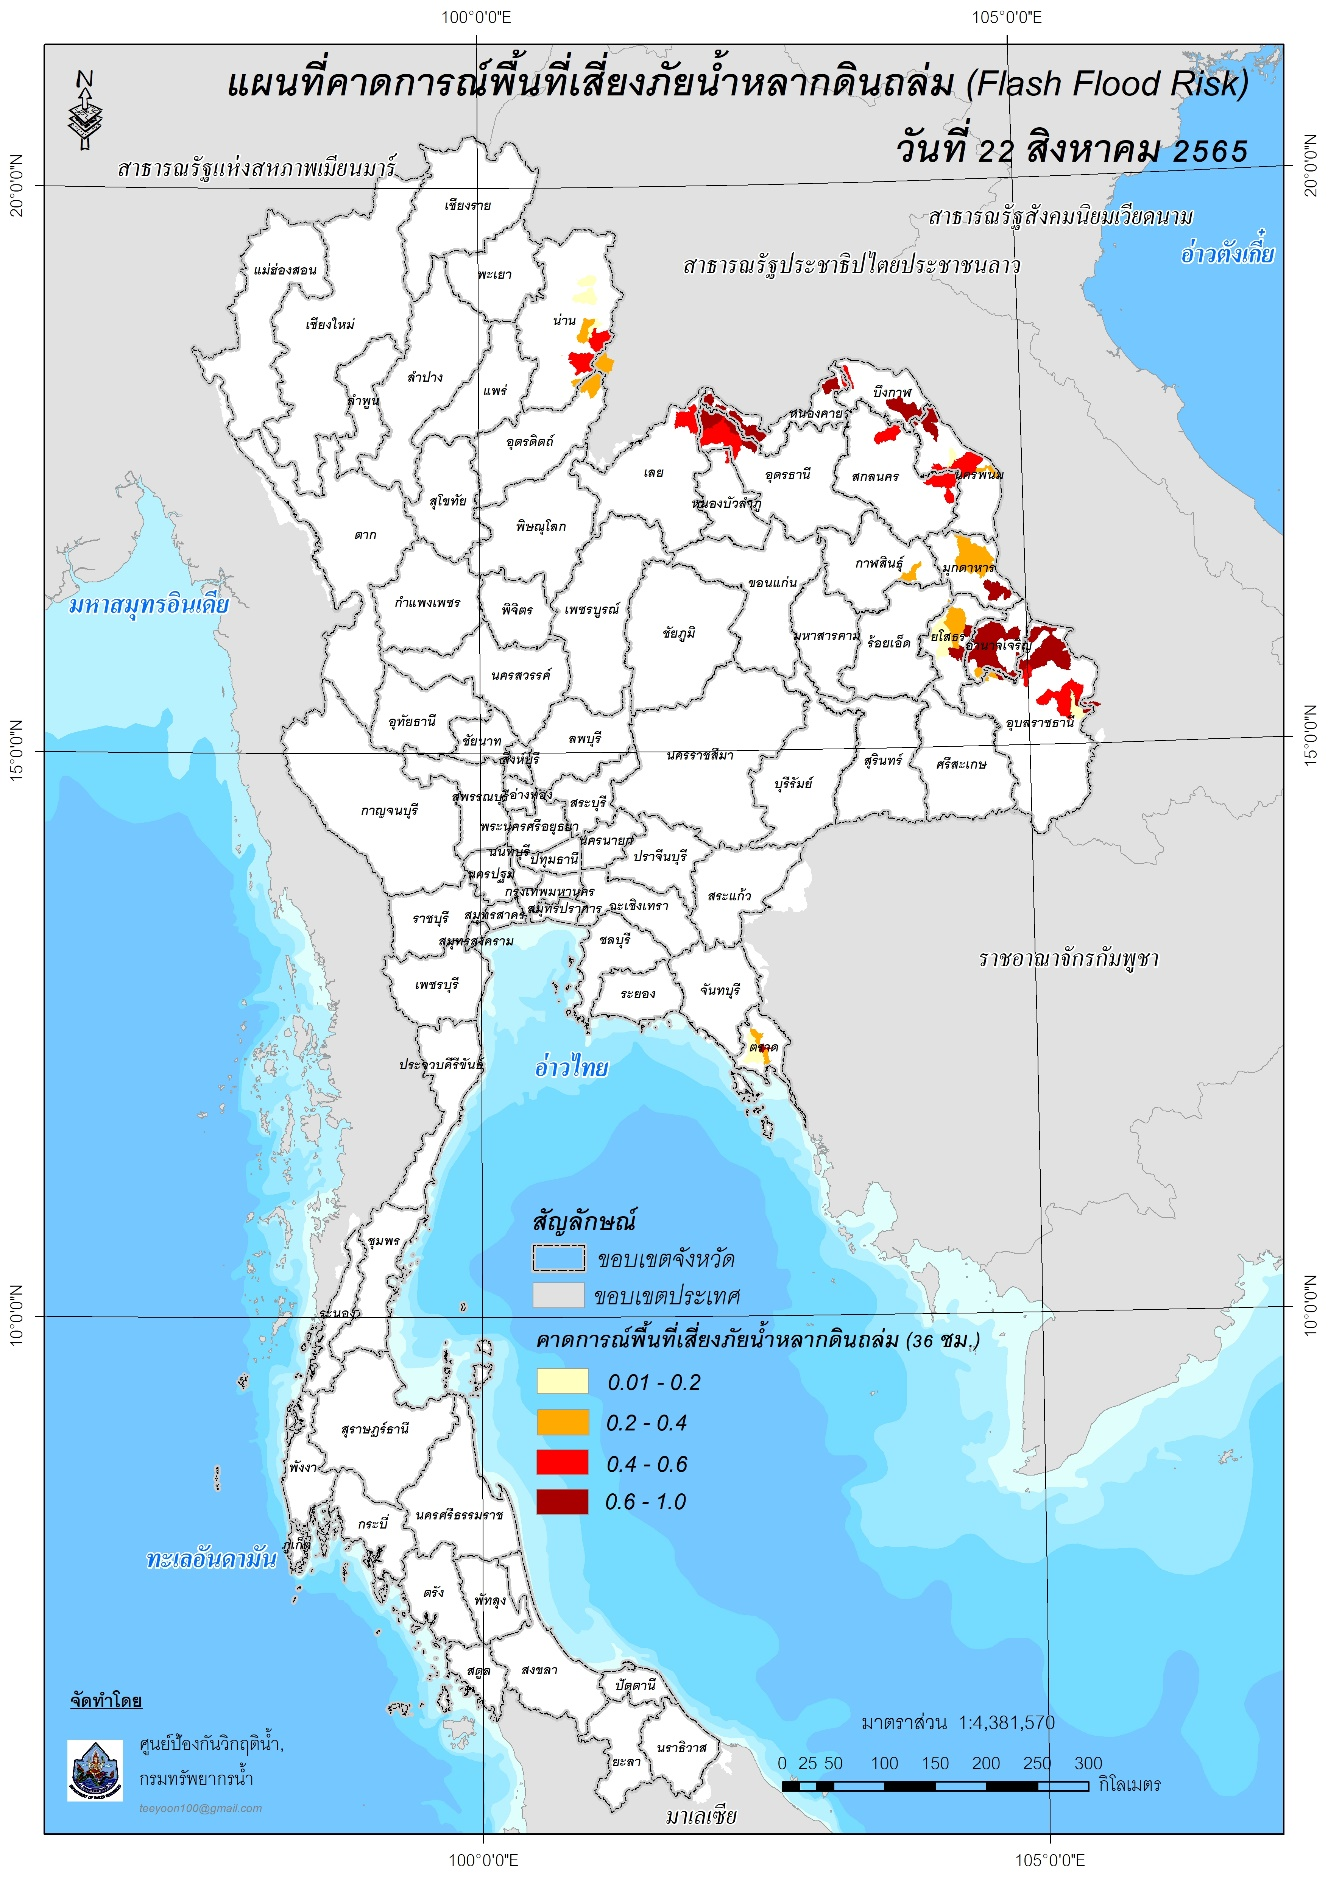 100°0'0"E
105°0'0"E
แผนที่คาดการณ์พื้นที่เสี่ยงภัยน้ำหลากดินถล่ม (Flash Flood Risk)
วันที่ 22 สิงหาคม 2565
N
20°0'0"N
20°0'0"N
สาธารณรัฐแห่งสหภาพเมียนมาร์
สาธารณรัฐสังคมนิยมเวียดนาม
อ่าวตังเกี๋ย
สาธารณรัฐประชาธิปไตยประชาชนลาว
เชียงราย
แม่ฮ่องสอน
พะเยา
เชียงใหม่
น่าน
ลำปาง
แพร่
ลำพูน
บึงกาฬ
หนองคาย
อุตรดิตถ์
เลย
อุดรธานี
สกลนคร
นครพนม
สุโขทัย
หนองบัวลำภู
ตาก
พิษณุโลก
กาฬสินธุ์
มุกดาหาร
ขอนแก่น
มหาสมุทรอินเดีย
กำแพงเพชร
พิจิตร
เพชรบูรณ์
ชัยภูมิ
มหาสารคาม
ร้อยเอ็ด
ยโสธร
อำนาจเจริญ
นครสวรรค์
อุทัยธานี
ชัยนาท
ลพบุรี
อุบลราชธานี
15°0'0"N
15°0'0"N
สิงห์บุรี
นครราชสีมา
สุรินทร์
ศรีสะเกษ
บุรีรัมย์
กาญจนบุรี
สุพรรณบุรี
อ่างทอง
สระบุรี
พระนครศรีอยุธยา
นครนายก
นนทบุรี
ปทุมธานี
ปราจีนบุรี
นครปฐม
กรุงเทพมหานคร
สระแก้ว
ราชบุรี
สมุทรสาคร
สมุทรปราการ
ฉะเชิงเทรา
สมุทรสงคราม
ชลบุรี
ราชอาณาจักรกัมพูชา
เพชรบุรี
ระยอง
จันทบุรี
ตราด
ประจวบคีรีขันธ์
อ่าวไทย
ชุมพร
ระนอง
10°0'0"N
10°0'0"N
สัญลักษณ์
ขอบเขตจังหวัด
ขอบเขตประเทศ
คาดการณ์พื้นที่เสี่ยงภัยน้ำหลากดินถล่ม (36 ชม.)
0.01 - 0.2
0.2 - 0.4
0.4 - 0.6
0.6 - 1.0
สุราษฎร์ธานี
พังงา
นครศรีธรรมราช
กระบี่
ภูเก็ต
ทะเลอันดามัน
ตรัง
พัทลุง
สตูล
สงขลา
ปัตตานี
ยะลา
นราธิวาส
มาเลเซีย
จัดทำโดย
ศูนย์ป้องกันวิกฤติน้ำ,
กรมทรัพยากรน้ำ
teeyoon100@gmail.com
มาตราส่วน 1:4,381,570
0 25 50 100 150 200 250 300
กิโลเมตร
100°0'0"E
105°0'0"E